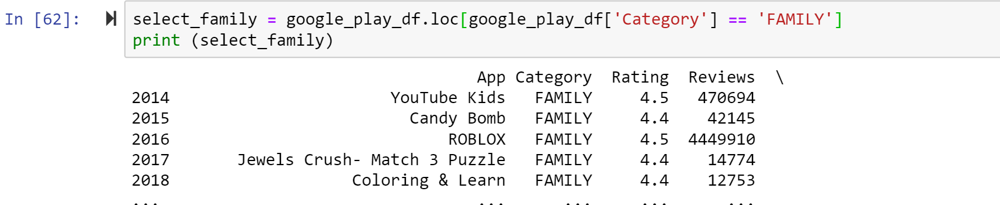 In [62]: select_family = google_play_df.loc[google_play_df['Category'] == 'FAMILY']
print (select_family)
App Category Rating Reviews \
2014 YouTube Kids FAMILY 4.5 470694
2015 Candy Bomb FAMILY 4.4 42145
2016 ROBLOX FAMILY 4.5 4449910
2017 Jewels Crush- Match 3 Puzzle FAMILY 4.4 14774
2018 Coloring & Learn FAMILY 4.4 12753
... ... ... ... ...